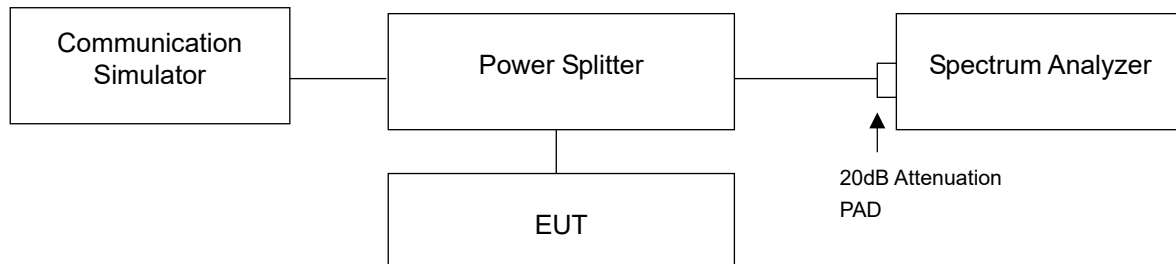 Communication
Simulator
Power Splitter
Spectrum Analyzer
20dB Attenuation
PAD
EUT